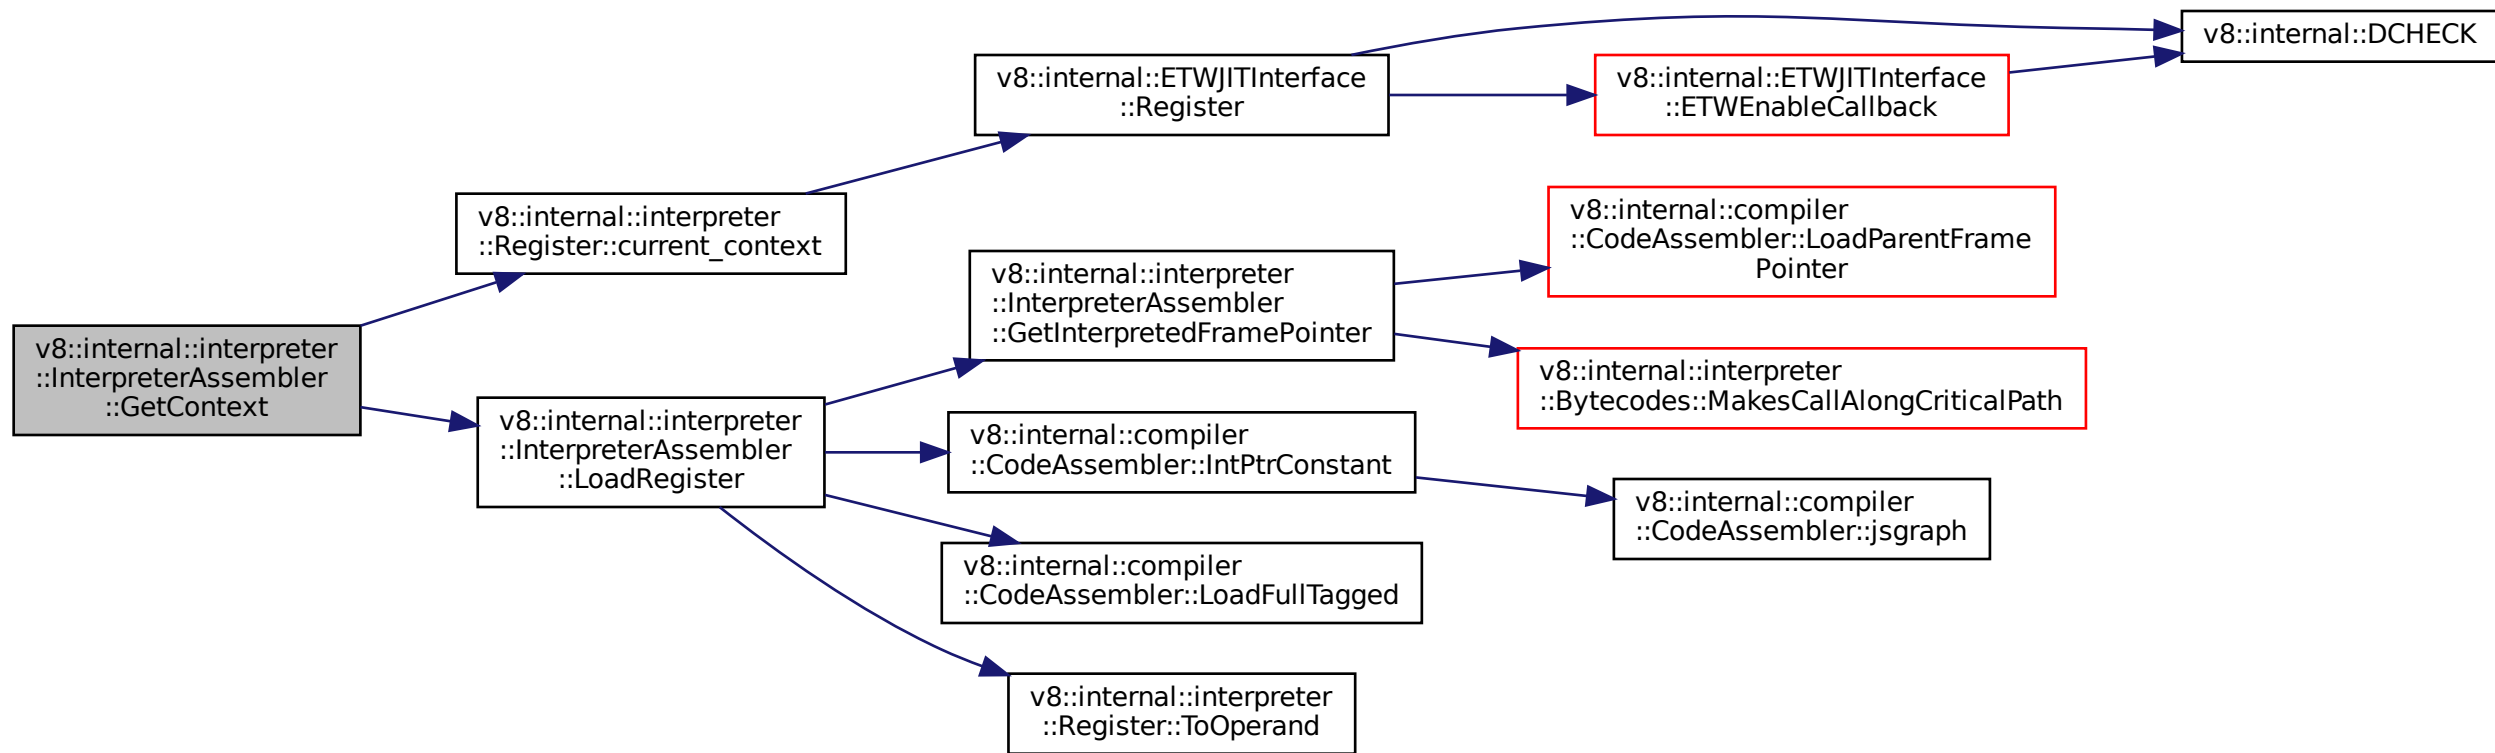 v8::internal::interpreter
::InterpreterAssembler
::GetContext
v8::internal::interpreter
::Register::current_context
v8::internal::ETWJITInterface
::Register
v8::internal::DCHECK
v8::internal::ETWJITInterface
::ETWEnableCallback
v8::internal::interpreter
::InterpreterAssembler
::LoadRegister
v8::internal::interpreter
::InterpreterAssembler
::GetInterpretedFramePointer
v8::internal::compiler
::CodeAssembler::LoadParentFrame
Pointer
v8::internal::interpreter
::Bytecodes::MakesCallAlongCriticalPath
v8::internal::compiler
::CodeAssembler::IntPtrConstant
v8::internal::compiler
::CodeAssembler::jsgraph
v8::internal::compiler
::CodeAssembler::LoadFullTagged
v8::internal::interpreter
::Register::ToOperand